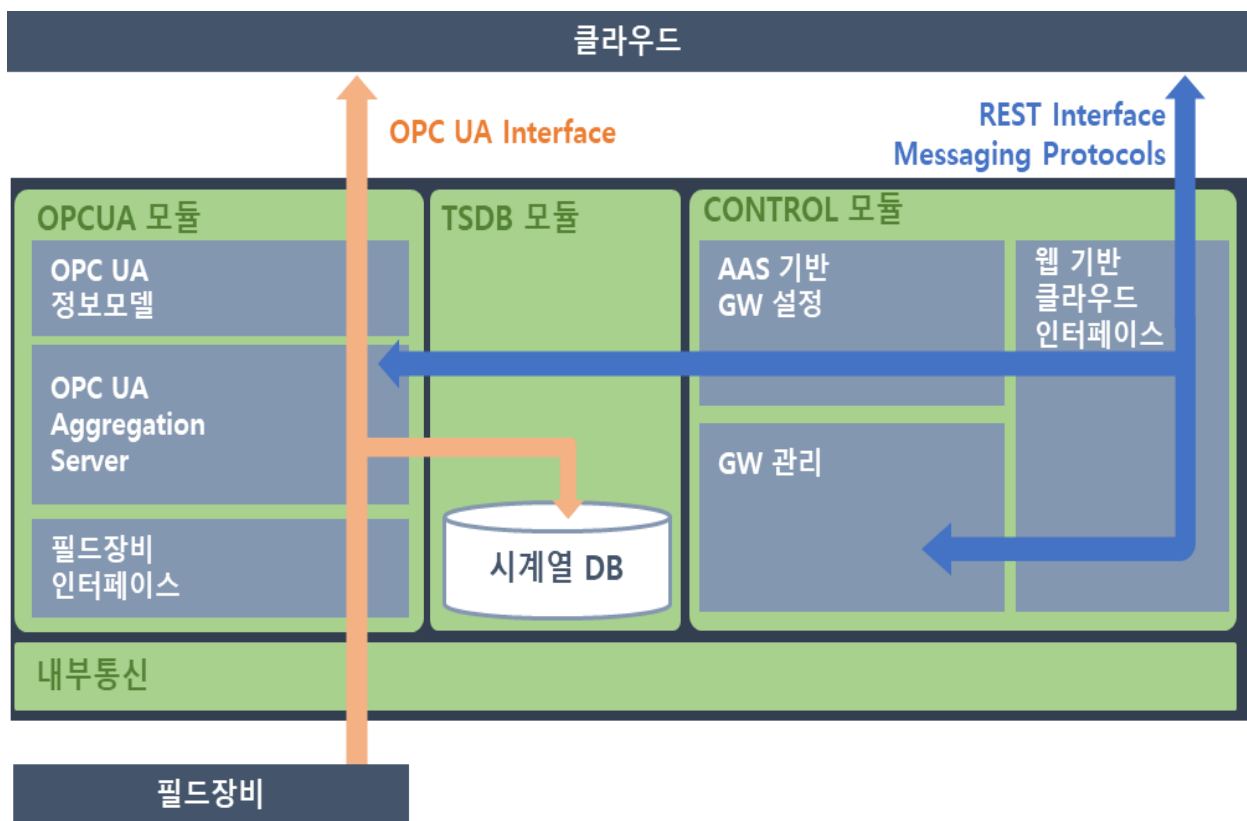 클라우드
OPC UA Interface
REST Interface
Messaging Protocols
OPCUA 모듈
OPC UA
정보모델
OPC UA
Aggregation
Server
필드장비
인터페이스
TSDB 모듈
시계열 DB
CONTROL 모듈
AAS 기반
GW 설정
GW 관리
웹 기반
클라우드
인터페이스
내부통신
필드장비